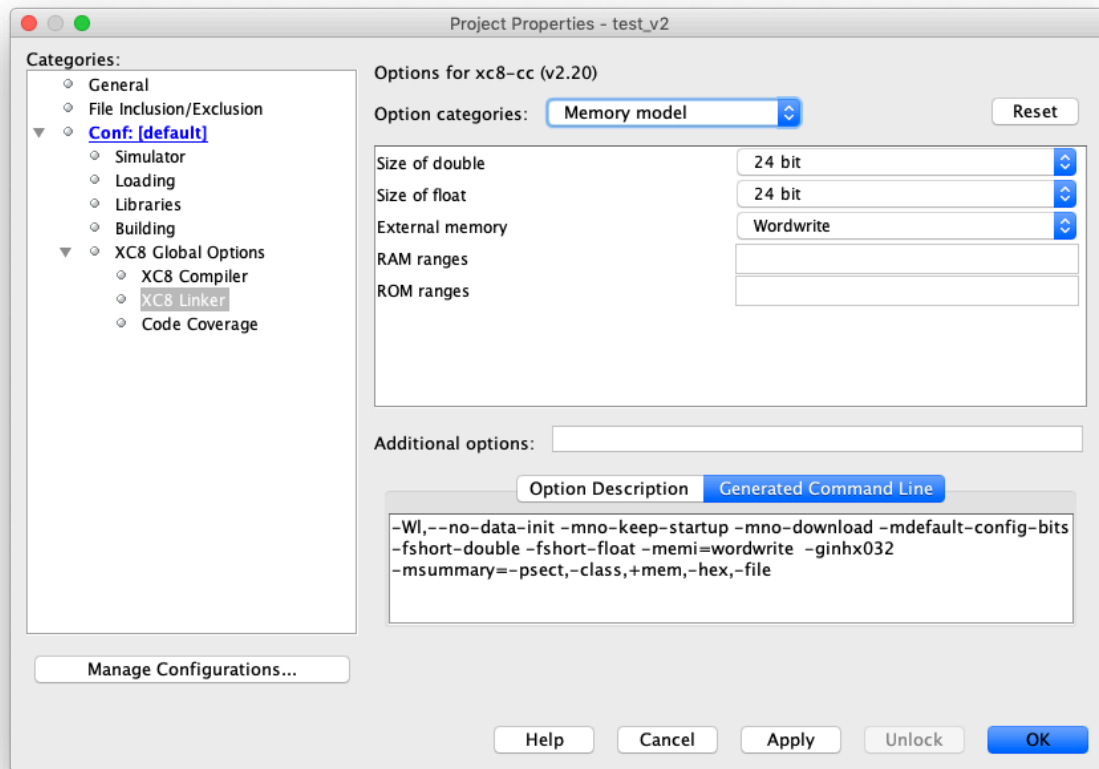 Project Properties - test_v2
Categories:
General
File Inclusion/Exclusion
Conf: [default]
Simulator
Loading
Libraries
Building
XC8 Global Options
XC8 Compiler
XC8 Linker
Code Coverage
Manage Configurations...
Options for xc8-cc (v2.20)
Option categories: Memory model Reset
Size of double 24 bit
Size of float 24 bit
External memory Wordwrite
RAM ranges
ROM ranges
Additional options:
Option Description Generated Command Line
-Wl,--no-data-init -mno-keep-startup -mno-download -mdefault-config-bits
-fshort-double -fshort-float -memi=wordwrite -ginhx032
-msummary=-psect,-class,+mem,-hex,-file
Help Cancel Apply Unlock OK